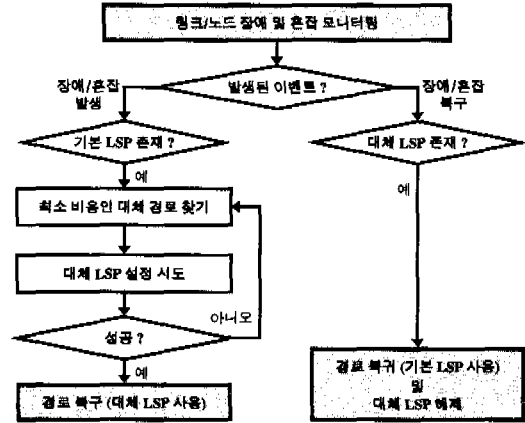 링크/노드 장애 및 혼잡 모니터링
발생된 이벤트 ?
장애/혼잡
발생
장애/혼잡
복구
기본 LSP 존재 ?
대체 LSP 존재 ?
예
예
최소 비용인 대체 경로 찾기
대체 LSP 설정 시도
성공 ?
아니오
예
경로 복구 (대체 LSP 사용)
경로 복귀 (기본 LSP 사용)
및
대체 LSP 해제